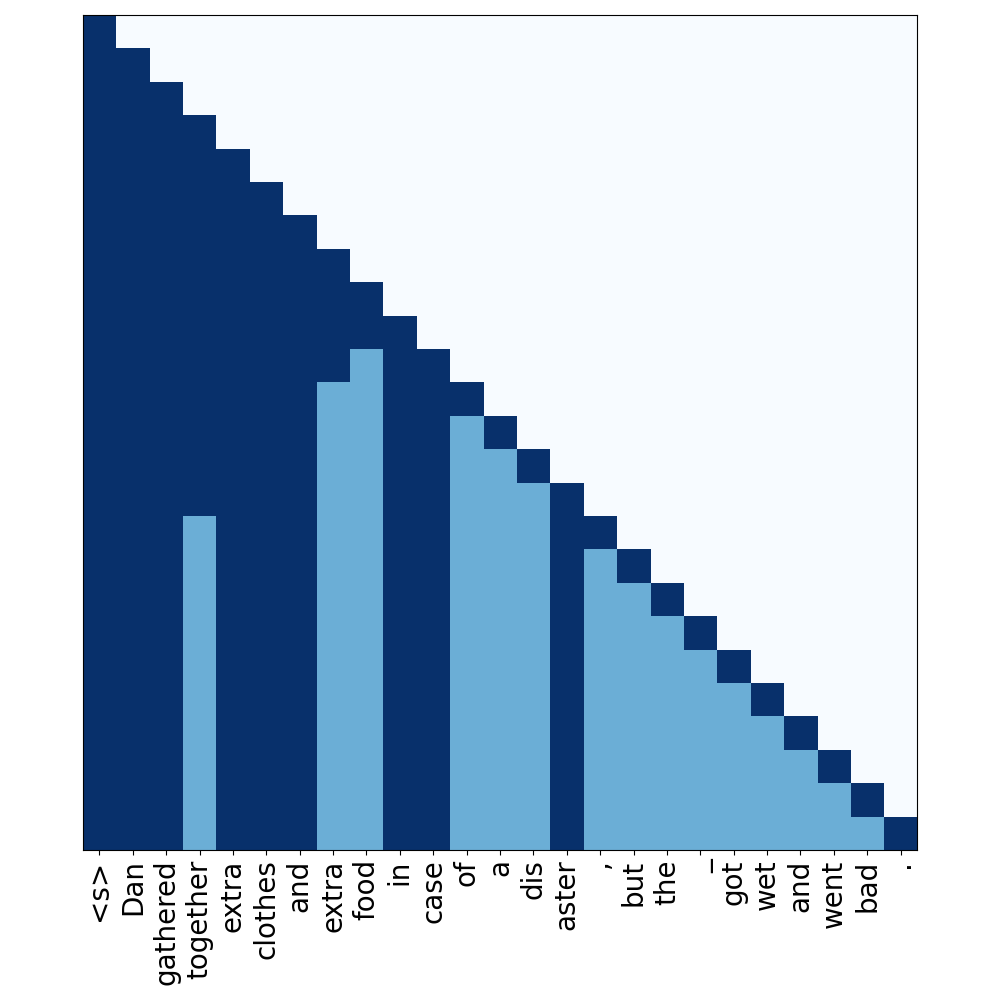 <s> Dan gathered together extra clothes and extra food in case of a dis aster , but the _ got wet and went bad .